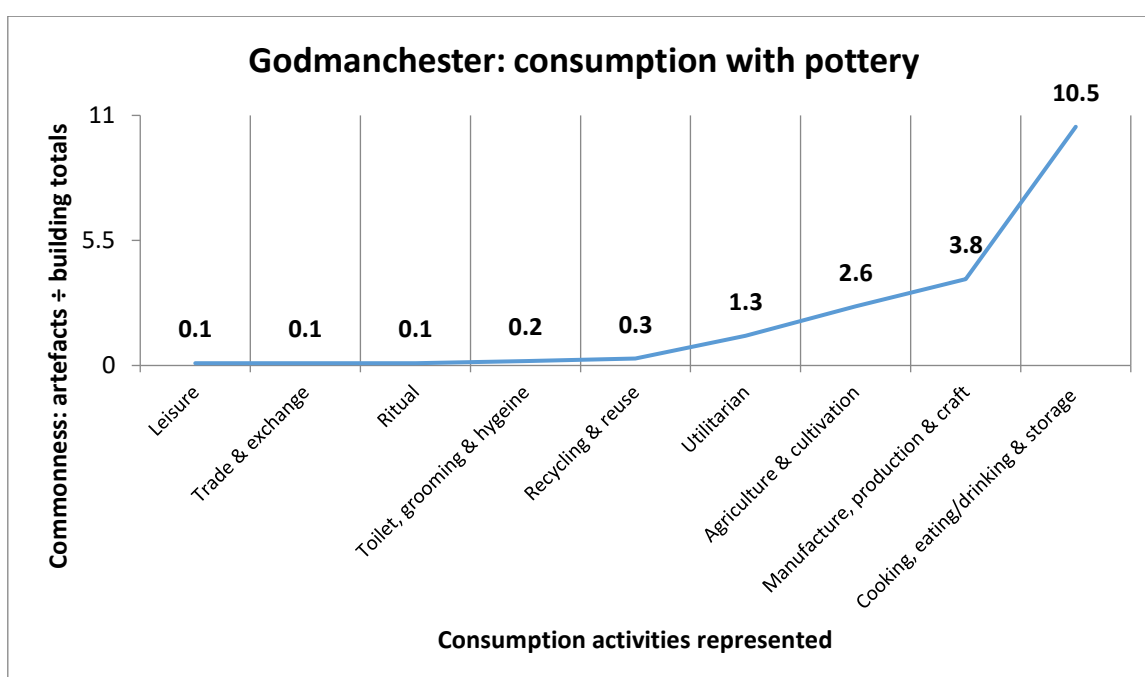 Godmanchester: consumption with pottery
Commonness: artefacts ÷ building totals
11
5.5
0
0.1
0.1
0.1
0.2
0.3
1.3
2.6
3.8
10.5
Leisure
Trade & exchange
Ritual
Toilet, grooming & hygeine
Recycling & reuse
Utilitarian
Agriculture & cultivation
Manufacture, production & craft
Cooking, eating/drinking & storage
Consumption activities represented